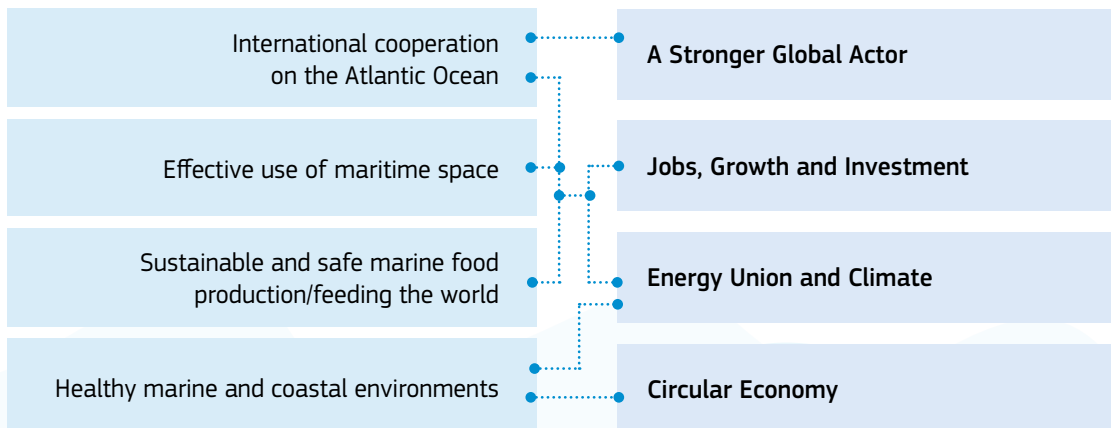 International cooperation
on the Atlantic Ocean
A Stronger Global Actor
Effective use of maritime space
Jobs, Growth and Investment
Sustainable and safe marine food
production/feeding the world
Energy Union and Climate
Healthy marine and coastal environments
Circular Economy